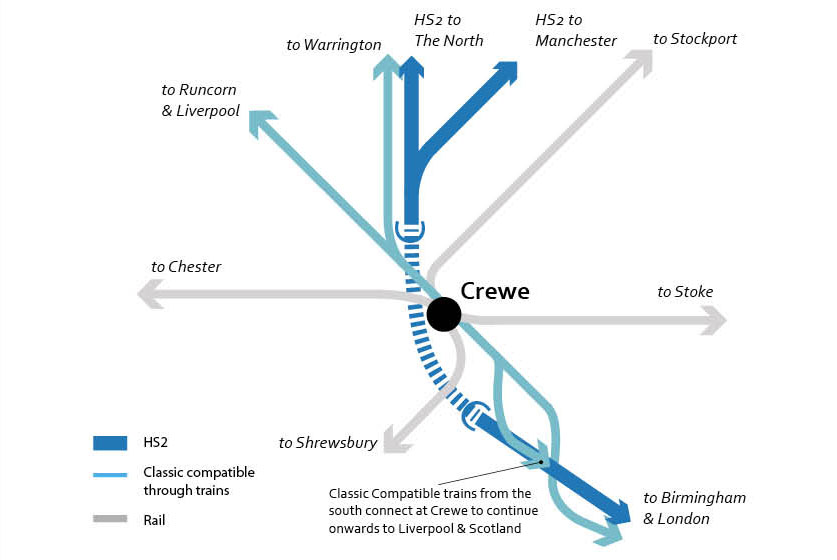 HS2 to
The North
HS2 to
Manchester
to Warrington
to Stockport
to Runcorn
& Liverpool
to Chester
Crewe
to Stoke
HS2
to Shrewsbury
Classic compatible
through trains
Rail
Classic Compatible trains from the
south connect at Crewe to continue
onwards to Liverpool & Scotland
to Birmingham
& London